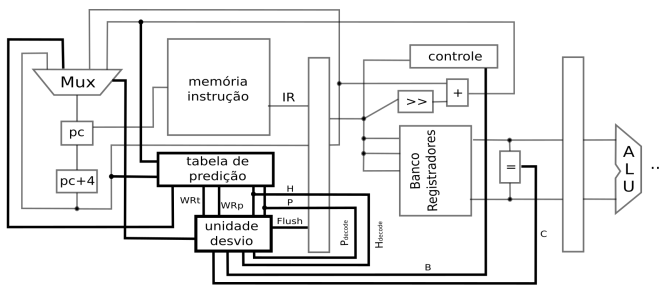 controle
Mux
memória
instrução
IR
>>
+
pc
Banco
Registradores
=
A
L
U
..
tabela de
predição
pc+4
H
WRt
WRp
P
unidade
desvio
Flush
Pdecode
Hdecode
C
B